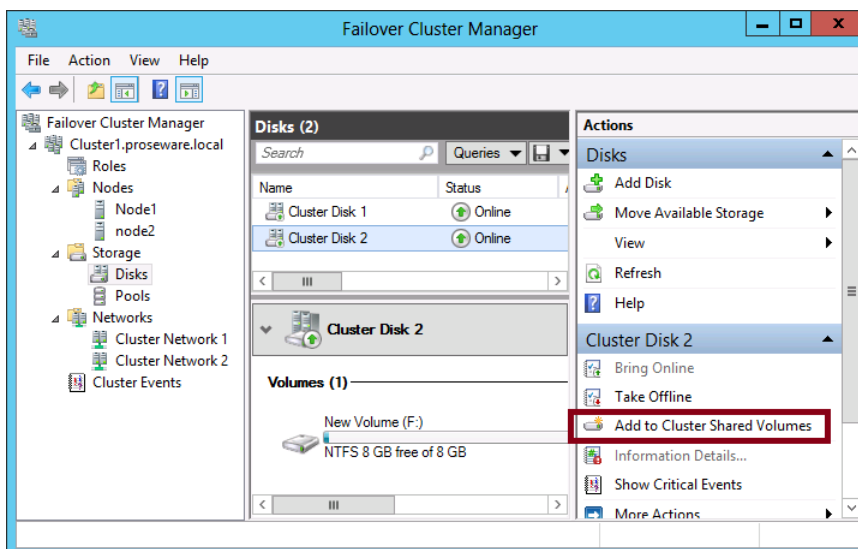 Failover Cluster Manager
File Action View Help
Failover Cluster Manager
Cluster1.proseware.local
Roles
Nodes
Node1
node2
Storage
Disks
Pools
Networks
Cluster Network 1
Cluster Network 2
Cluster Events
Disks (2)
Search Queries
Name Status
Cluster Disk 1 Online
Cluster Disk 2 Online
Cluster Disk 2
Volumes (1)
New Volume (F:)
NTFS 8 GB free of 8 GB
Actions
Disks
Add Disk
Move Available Storage
View
Refresh
Help
Cluster Disk 2
Bring Online
Take Offline
Add to Cluster Shared Volumes
Information Details...
Show Critical Events
More Actions